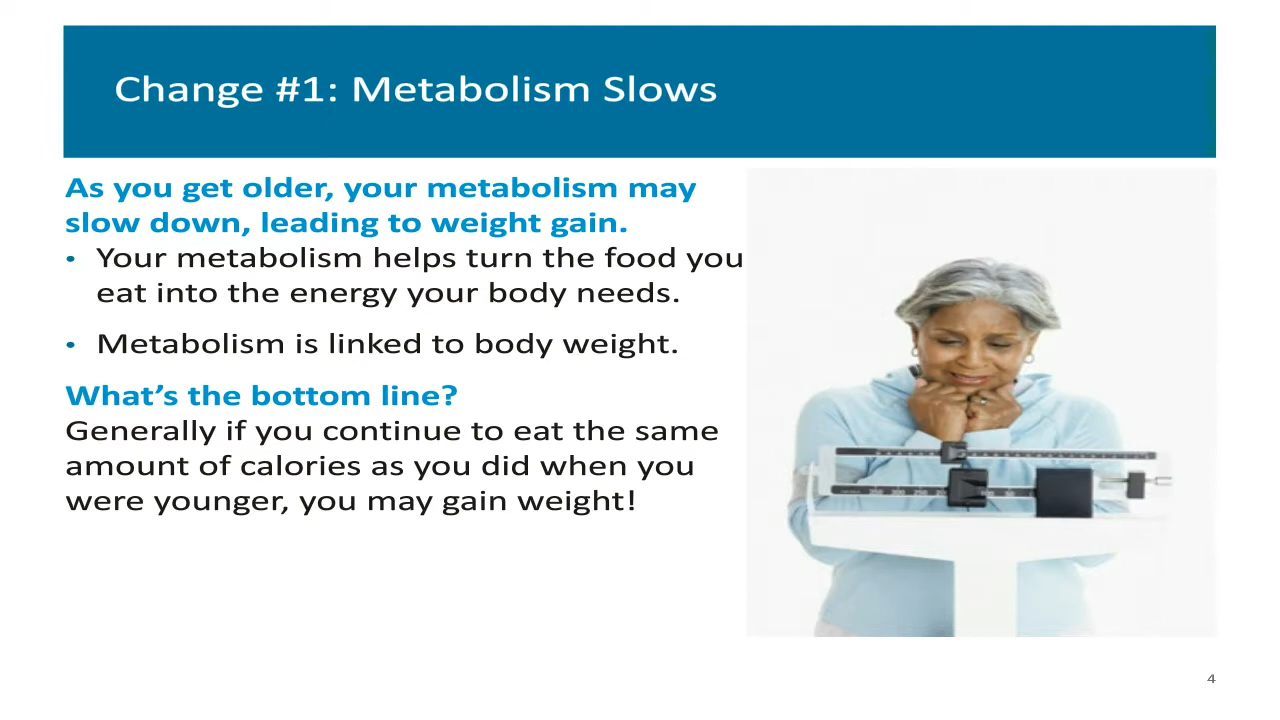 Change #1: Metabolism Slows
As you get older, your metabolism may
slow down, leading to weight gain.
• Your metabolism helps turn the food you
eat into the energy your body needs.
• Metabolism is linked to body weight.
What’s the bottom line?
Generally if you continue to eat the same
amount of calories as you did when you
were younger, you may gain weight!
4